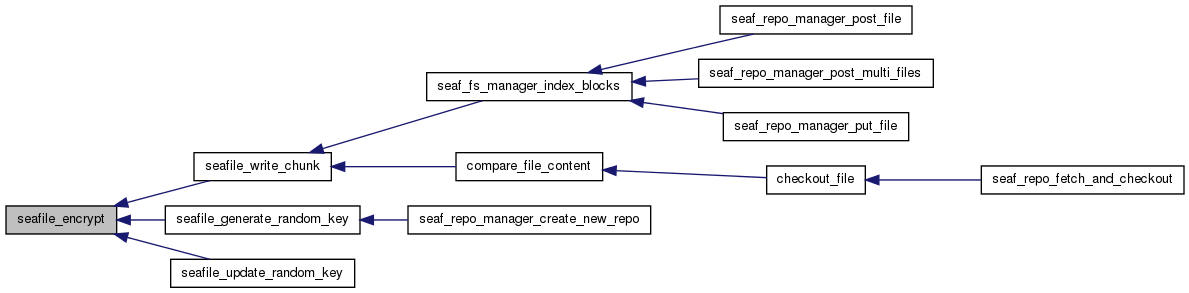 seaf_repo_manager_post_file
seaf_repo_manager_post_multi_files
seaf_fs_manager_index_blocks
seaf_repo_manager_put_file
seafile_write_chunk
compare_file_content
checkout_file
seaf_repo_fetch_and_checkout
seafile_encrypt
seafile_generate_random_key
seaf_repo_manager_create_new_repo
seafile_update_random_key